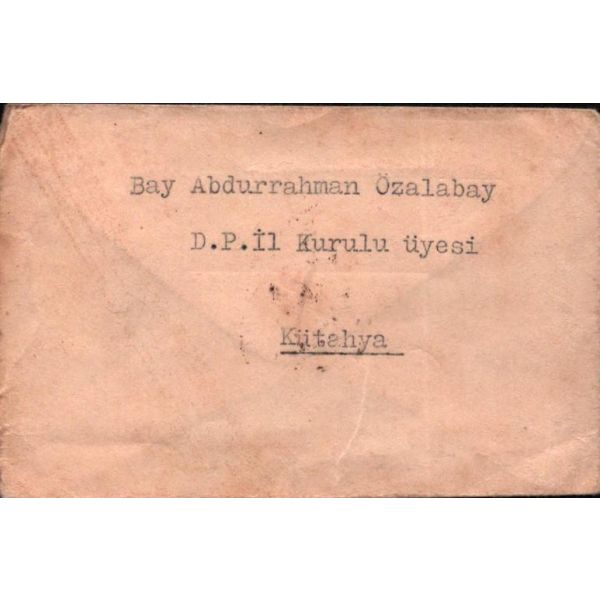 Bay Abdurrahman Özalabay
D.P.İl Kurulu üyesi
Kütahya